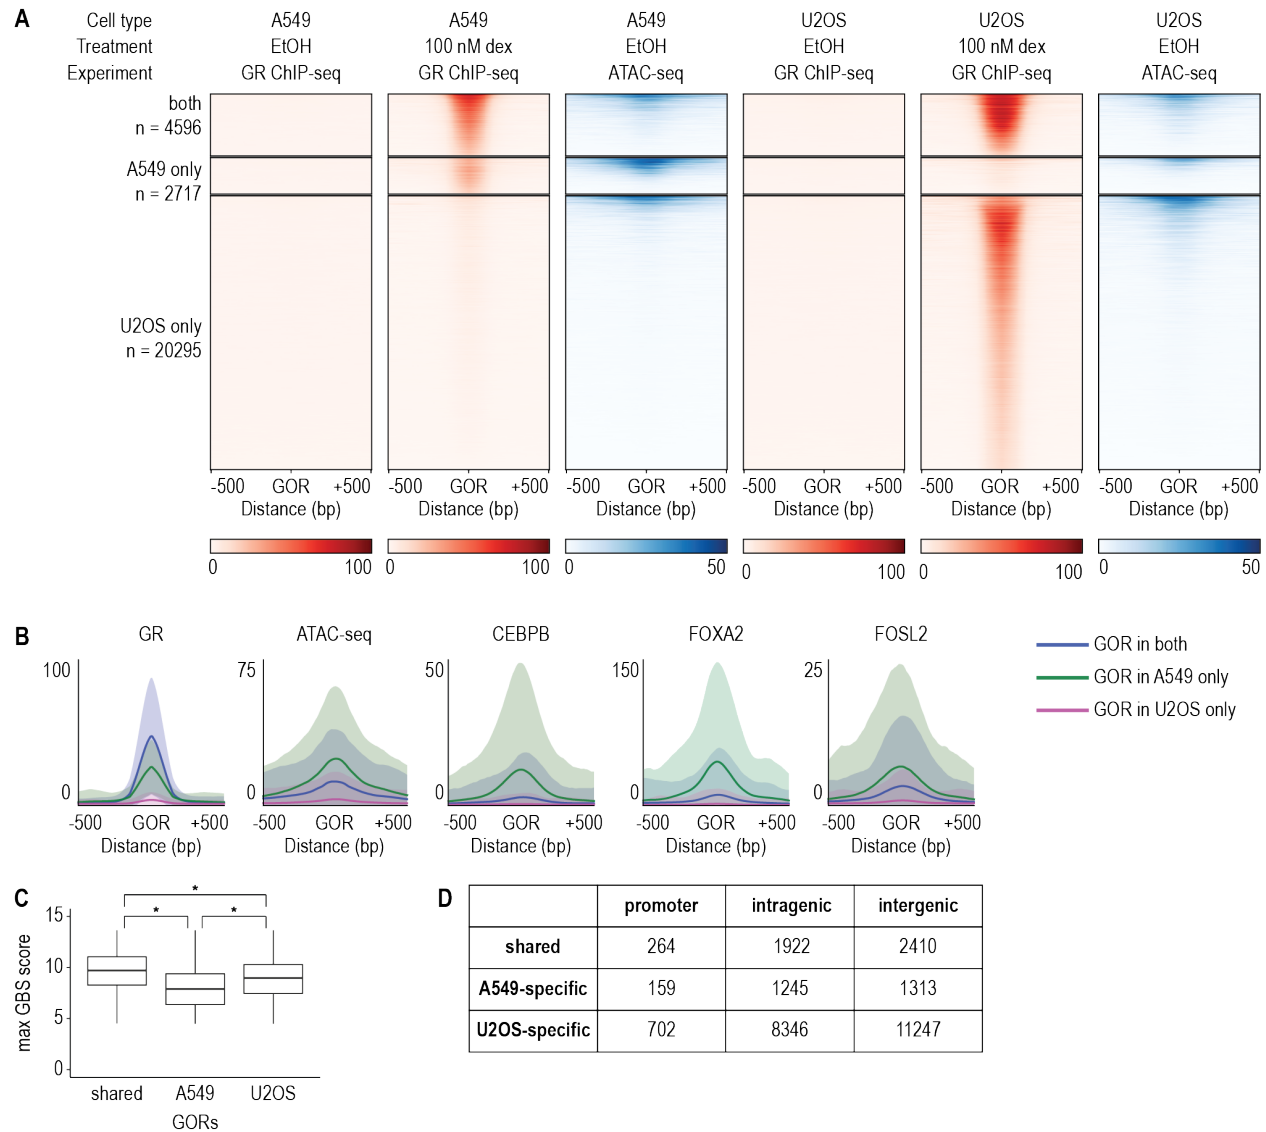 A
Cell type A549 A549 A549 U2OS U2OS U2OS
Treatment EtOH 100 nM dex EtOH EtOH 100 nM dex EtOH
Experiment GR ChIP-seq GR ChIP-seq ATAC-seq GR ChIP-seq GR ChIP-seq ATAC-seq
both
n = 4596
A549 only
n = 2717
U2OS only
n = 20295
-500 GOR +500 -500 GOR +500 -500 GOR +500 -500 GOR +500 -500 GOR +500 -500 GOR +500
Distance (bp) Distance (bp) Distance (bp) Distance (bp) Distance (bp) Distance (bp)
0 100 0 100 0 50 0 100 0 100 0 50
B
GR ATAC-seq CEBPB FOXA2 FOSL2
100 75 50 150 25
0 0 0 0 0
-500 GOR +500 -500 GOR +500 -500 GOR +500 -500 GOR +500 -500 GOR +500
Distance (bp) Distance (bp) Distance (bp) Distance (bp) Distance (bp)
GOR in both
GOR in A549 only
GOR in U2OS only
C
*
* *
max GBS score
15
10
5
0
shared A549 U2OS
GORs
D
promoter intragenic intergenic
shared 264 1922 2410
A549-specific 159 1245 1313
U2OS-specific 702 8346 11247